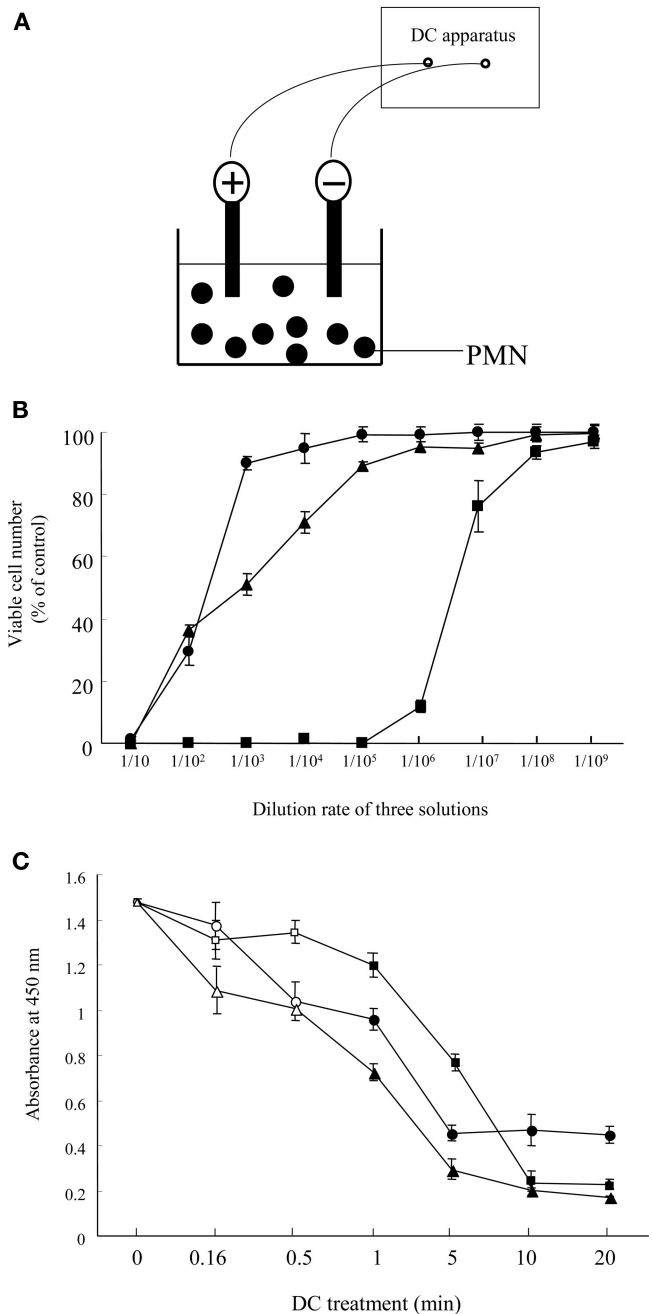 A
DC apparatus
+
−
PMN
B
Viable cell number
(% of control)
100
80
60
40
20
0
1/10 1/10² 1/10³ 1/10⁴ 1/10⁵ 1/10⁶ 1/10⁷ 1/10⁸ 1/10⁹
Dilution rate of three solutions
C
Absorbance at 450 nm
1.6
1.4
1.2
1
0.8
0.6
0.4
0.2
0
0 0.16 0.5 1 5 10 20
DC treatment (min)